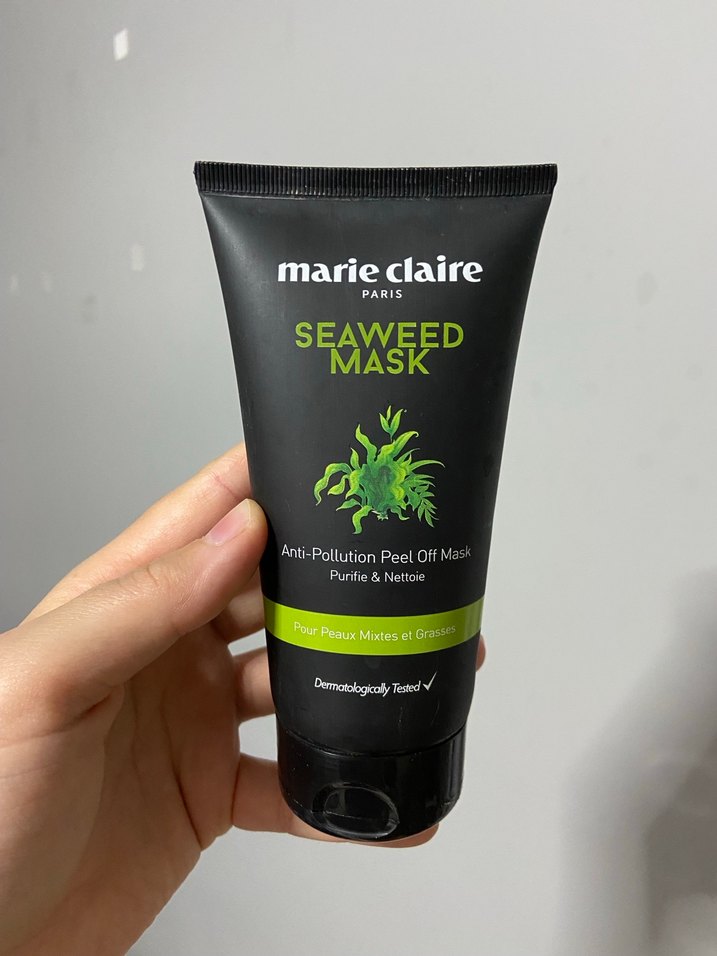 marie claire
PARIS
SEAWEED
MASK
Anti-Pollution Peel Off Mask
Purifie & Nettoie
Pour Peaux Mixtes et Grasses
Dermatologically Tested ✓